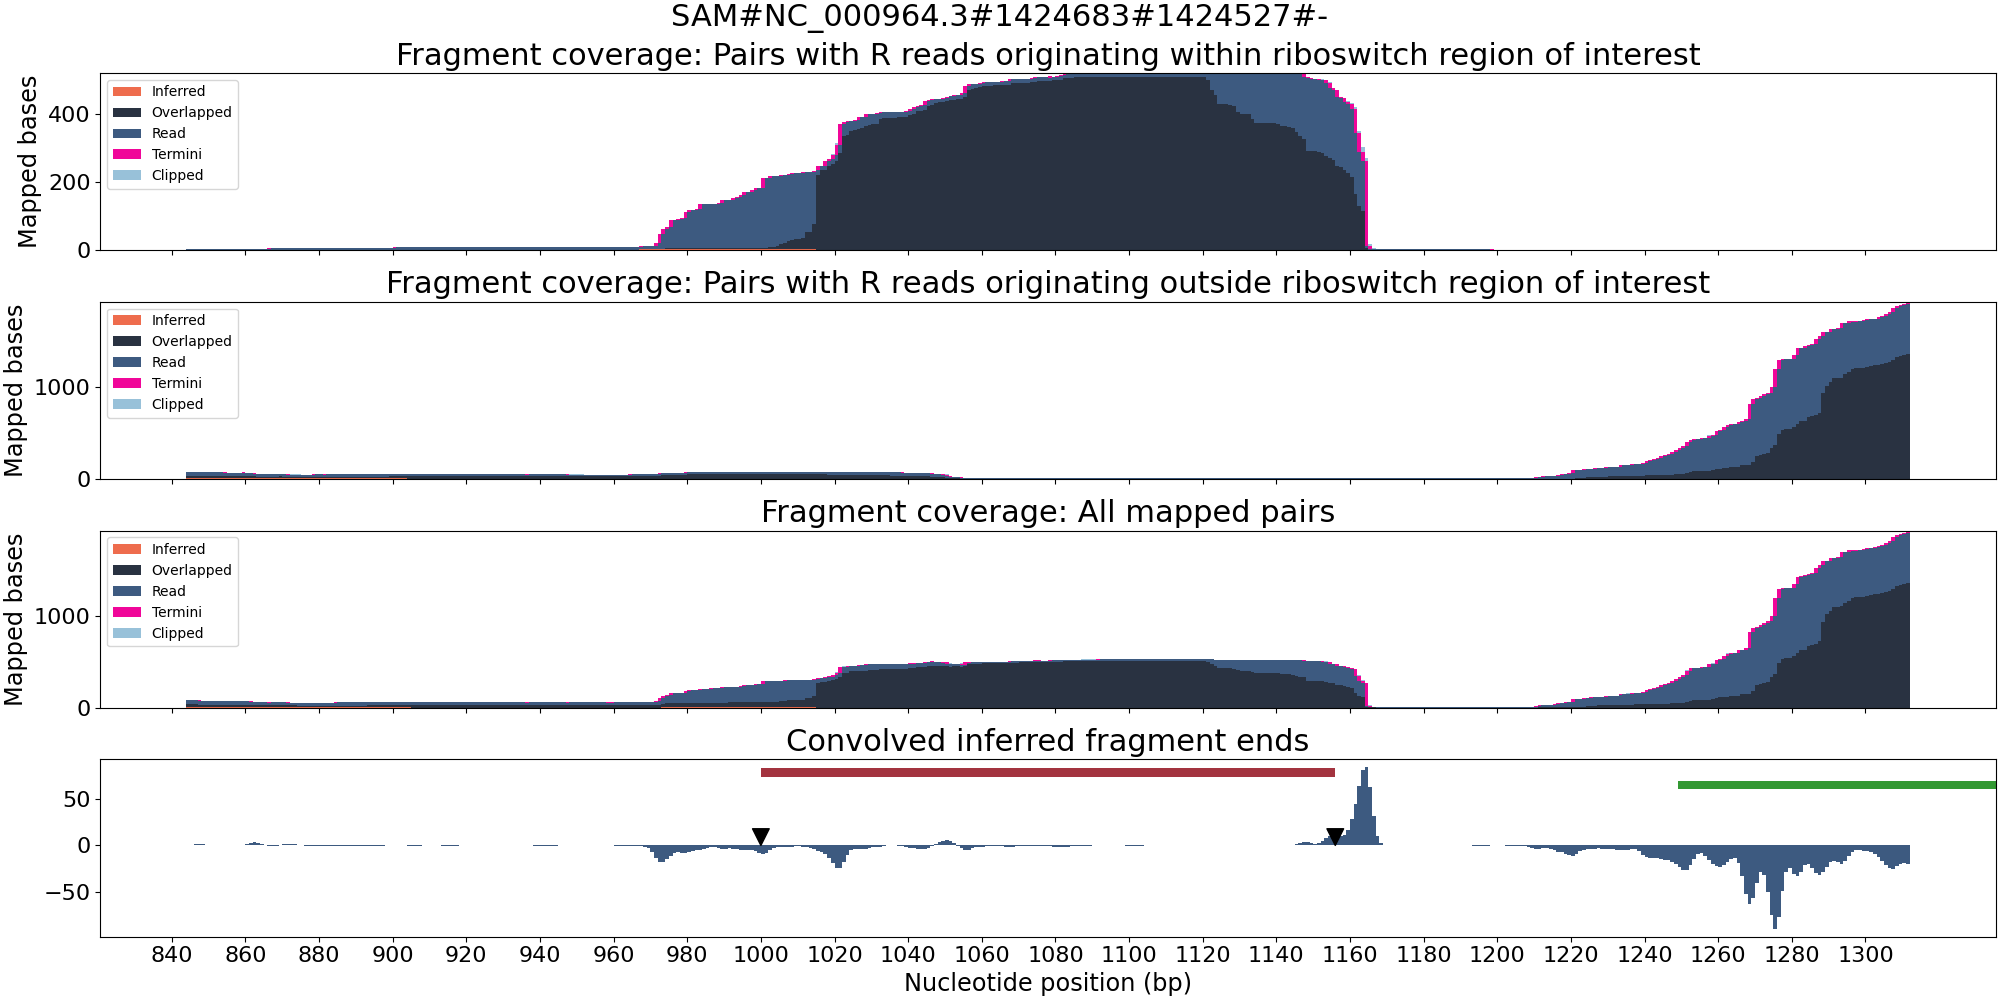 SAM#NC_000964.3#1424683#1424527#-
Fragment coverage: Pairs with R reads originating within riboswitch region of interest
Mapped bases
400
200
0
Inferred
Overlapped
Read
Termini
Clipped
Fragment coverage: Pairs with R reads originating outside riboswitch region of interest
Mapped bases
1000
0
Inferred
Overlapped
Read
Termini
Clipped
Fragment coverage: All mapped pairs
Mapped bases
1000
0
Inferred
Overlapped
Read
Termini
Clipped
Convolved inferred fragment ends
50
0
−50
840 860 880 900 920 940 960 980 1000 1020 1040 1060 1080 1100 1120 1140 1160 1180 1200 1220 1240 1260 1280 1300
Nucleotide position (bp)